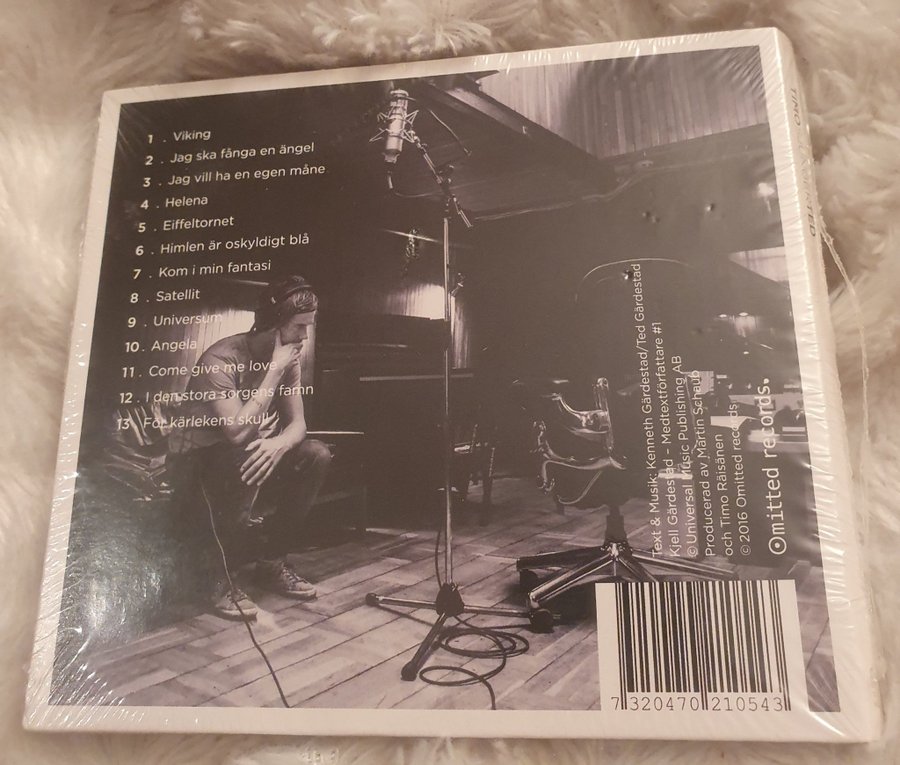 1 . Viking
2 . Jag ska fånga en ängel
3 . Jag vill ha en egen måne
4 . Helena
5 . Eiffeltornet
6 . Himlen är oskyldigt blå
7 . Kom i min fantasi
8 . Satellit
9 . Universum
10 . Angela
11 . Come give me love
12 . I den stora sorgens famn
13 . För kärlekens skull
Text & Musik: Kenneth Gärdestad/Ted Gärdestad
Kjell Gärdestad - Medtextförfattare #1
© Universal Music Publishing AB
Producerad av Martin Schaub
och Timo Räisänen
© 2016 Omitted records
Omitted records.
7 320470 210543